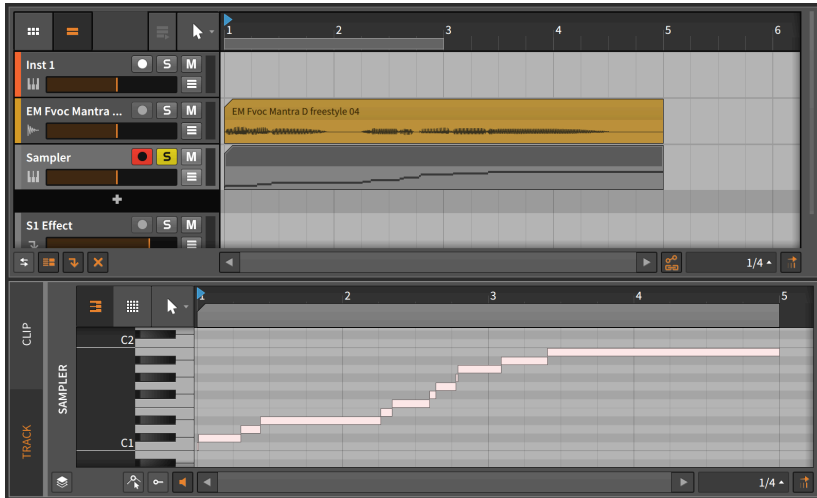 1 2 3 4 5 6
Inst 1 S M
EM Fvoc Mantra ... S M
EM Fvoc Mantra D freestyle 04
Sampler S M
+
S1 Effect S M
1/4
CLIP
TRACK
SAMPLER
1 2 3 4 5
C2
C1
1/4